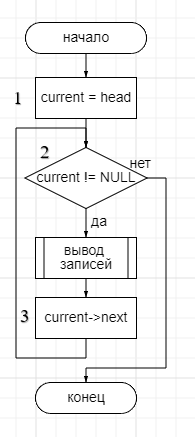 начало
1
current = head
2
нет
current != NULL
да
вывод
записей
3
current->next
конец